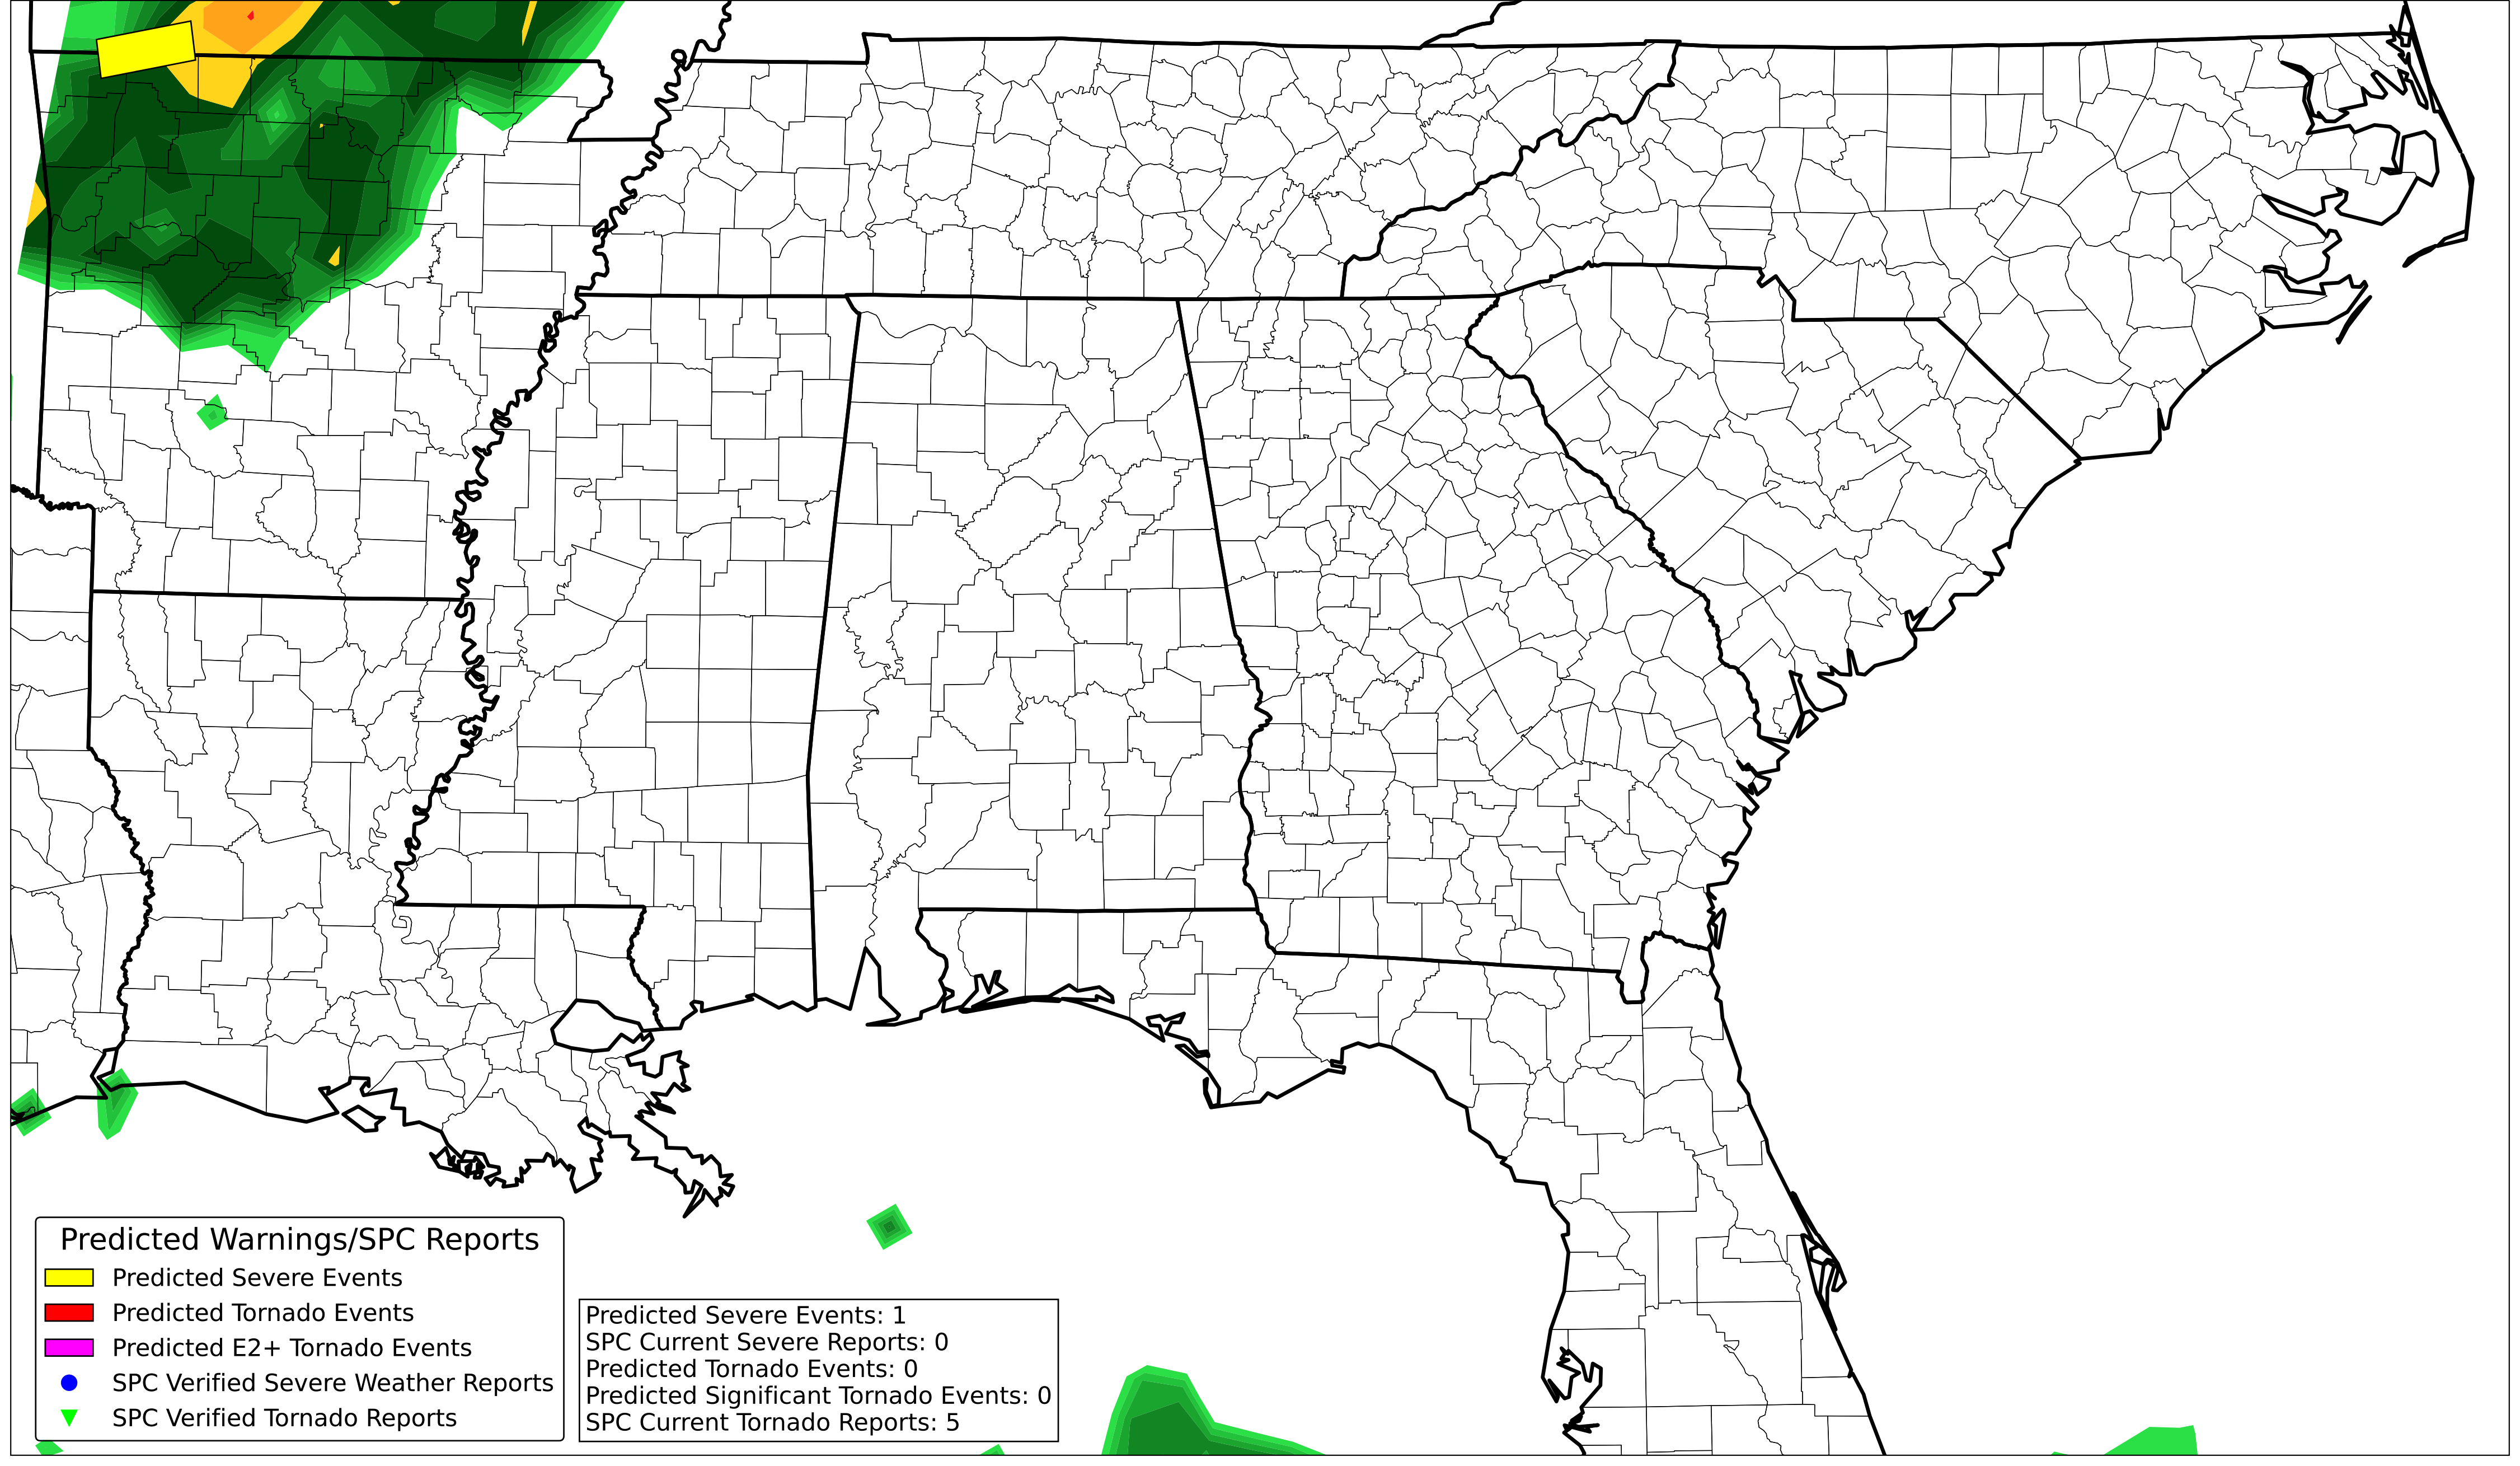 Predicted Warnings/SPC Reports
Predicted Severe Events
Predicted Tornado Events
Predicted E2+ Tornado Events
SPC Verified Severe Weather Reports
SPC Verified Tornado Reports
Predicted Severe Events: 1
SPC Current Severe Reports: 0
Predicted Tornado Events: 0
Predicted Significant Tornado Events: 0
SPC Current Tornado Reports: 5